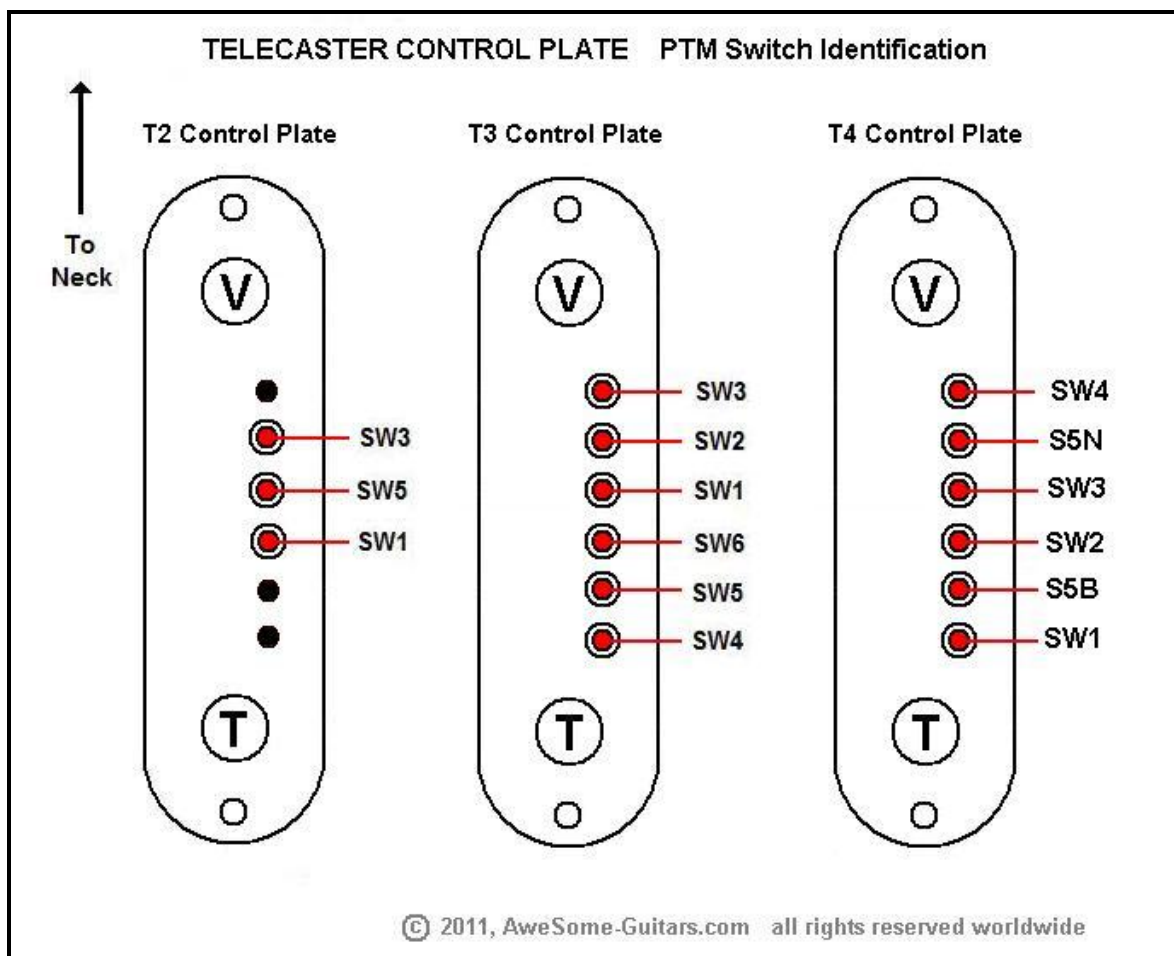 TELECASTER CONTROL PLATE PTM Switch Identification
To
Neck
T2 Control Plate
V
SW3
SW5
SW1
T
T3 Control Plate
V
SW3
SW2
SW1
SW6
SW5
SW4
T
T4 Control Plate
V
SW4
S5N
SW3
SW2
S5B
SW1
T
© 2011, AweSome-Guitars.com all rights reserved worldwide